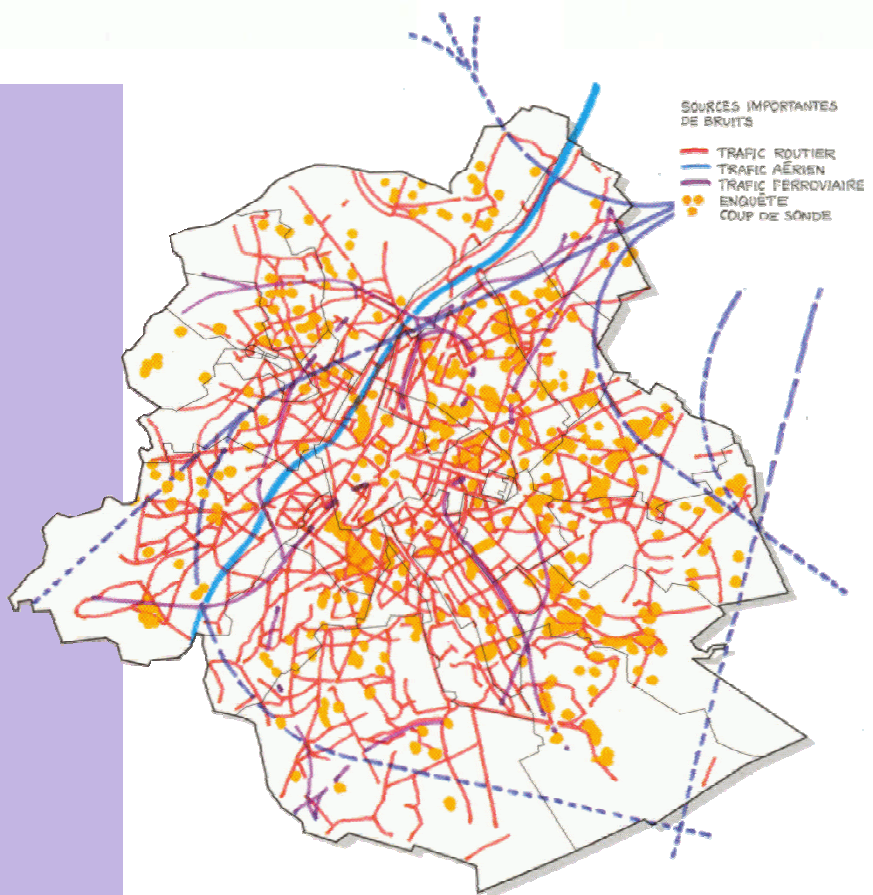 SOURCES IMPORTANTES
DE BRUITS
TRAFIC ROUTIER
TRAFIC AÉRIEN
TRAFIC FERROVIAIRE
ENQUÊTE
COUP DE SONDE